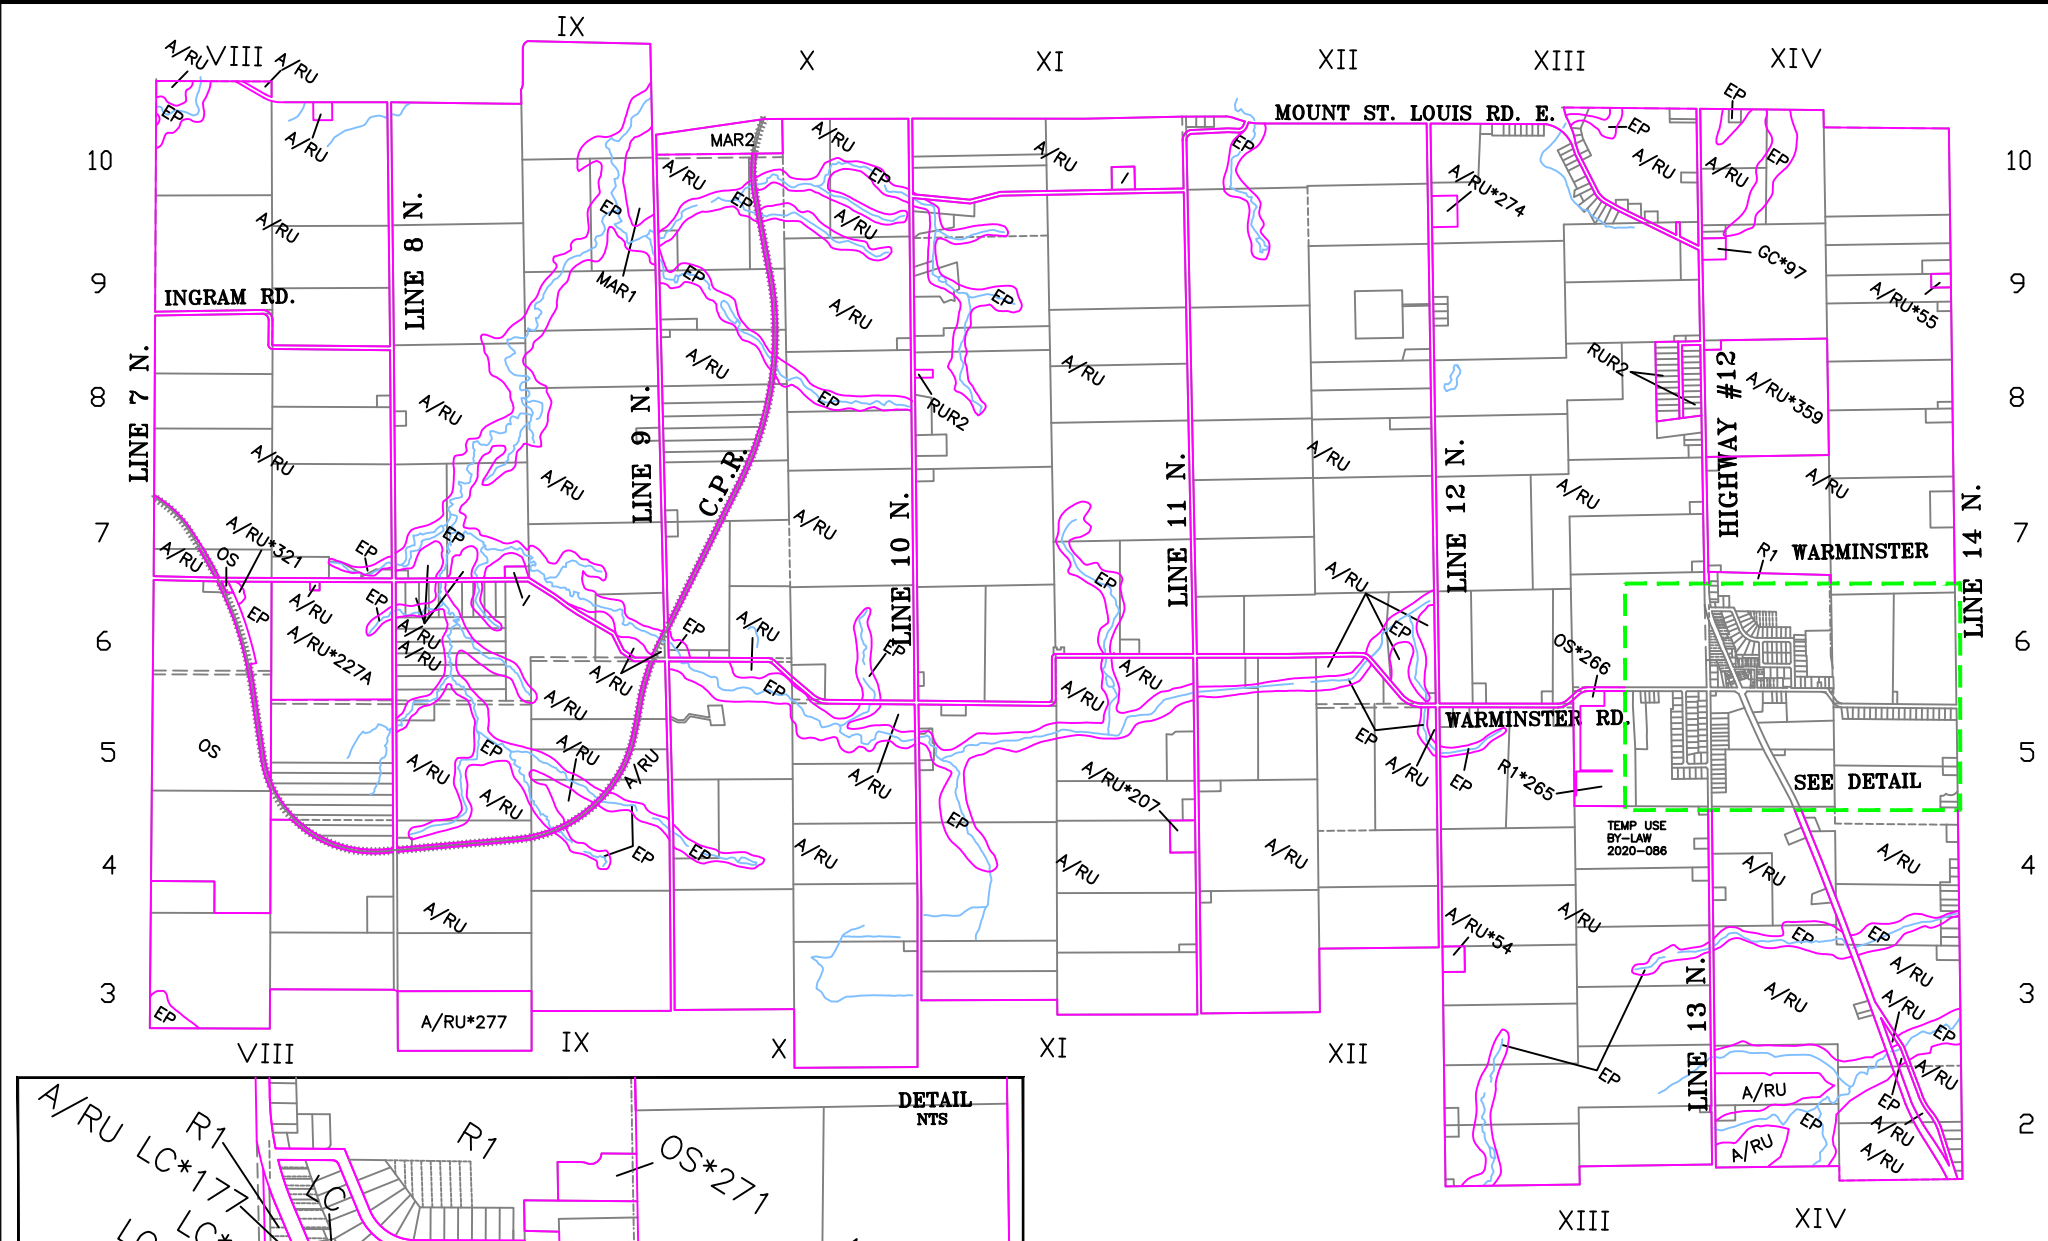 IX
VIII
X
XI
XII
XIII
XIV
A/RU
A/RU
EP
A/RU
MAR2
A/RU
MOUNT ST. LOUIS RD. E.
EP
EP
EP
10
A/RU
A/RU
EP
A/RU
A/RU
EP
10
A/RU
EP
EP
EP
A/RU
A/RU*274
LINE 8 N.
GC*97
9
INGRAM RD.
MAR1
EP
A/RU
EP
A/RU*55
9
LINE 7 N.
A/RU
A/RU
RUR2
HIGHWAY #12
8
A/RU
LINE 9 N.
EP
RUR2
A/RU*359
8
A/RU
A/RU
C.P.R.
LINE 10 N.
LINE 11 N.
A/RU
LINE 12 N.
A/RU
A/RU
LINE 14 N.
7
A/RU
OS
A/RU*321
EP
EP
A/RU
EP
A/RU
R1
WARMINSTER
7
6
EP
A/RU
A/RU*227A
EP
A/RU
A/RU
I
EP
A/RU
EP
EP
OS*266
6
A/RU
A/RU
EP
A/RU
A/RU
EP
WARMINSTER RD.
5
OS
A/RU
EP
A/RU
A/RU
A/RU
A/RU*207
A/RU
EP
R1*265
SEE DETAIL
5
A/RU
EP
TEMP USE
BY-LAW
2020-086
4
EP
EP
A/RU
A/RU
A/RU
A/RU
A/RU
4
A/RU
A/RU*54
A/RU
EP
EP
3
EP
A/RU*277
LINE 13 N.
A/RU
A/RU
A/RU
EP
3
VIII
IX
X
XI
XII
EP
A/RU
A/RU
EP
EP
A/RU
A/RU
A/RU
2
XIII
XIV
DETAIL
NTS
A/RU
R1
R1
LC*177
LC
OS*271
LC*